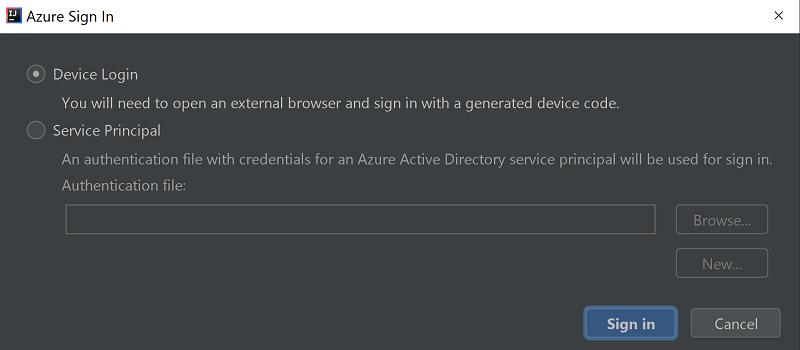 IJ Azure Sign In
Device Login
You will need to open an external browser and sign in with a generated device code.
Service Principal
An authentication file with credentials for an Azure Active Directory service principal will be used for sign in.
Authentication file:
Browse...
New...
Sign in Cancel